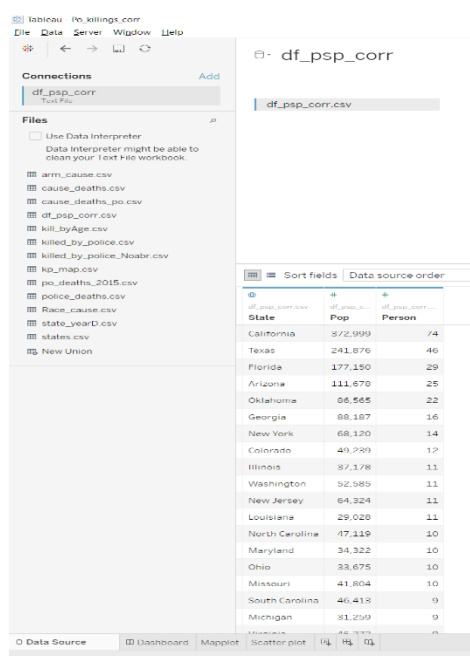 Tableau - Po_killings_corr
File Data Server Window Help
df_psp_corr
Connections Add
df_psp_corr
Text File
df_psp_corr.csv
Files
Use Data Interpreter
Data Interpreter might be able to
clean your Text File workbook.
arm_cause.csv
cause_deaths.csv
cause_deaths_po.csv
df_psp_corr.csv
kill_byAge.csv
killed_by_police.csv
killed_by_police_Noabr.csv
kp_map.csv
po_deaths_2015.csv
police_deaths.csv
Race_cause.csv
state_yearD.csv
states.csv
New Union
Sort fields Data source order
df_psp_corr.csv df_psp_c... df_psp_corr....
State Pop Person
California 372,999 74
Texas 241,876 46
Florida 177,150 29
Arizona 111,678 25
Oklahoma 86,565 22
Georgia 88,187 16
New York 68,120 14
Colorado 49,239 12
Illinois 37,178 11
Washington 52,585 11
New Jersey 64,324 11
Louisiana 29,028 11
North Carolina 47,119 10
Maryland 34,322 10
Ohio 33,675 10
Missouri 41,804 10
South Carolina 46,413 9
Michigan 31,259 9
Data Source Dashboard Mapplot Scatter plot